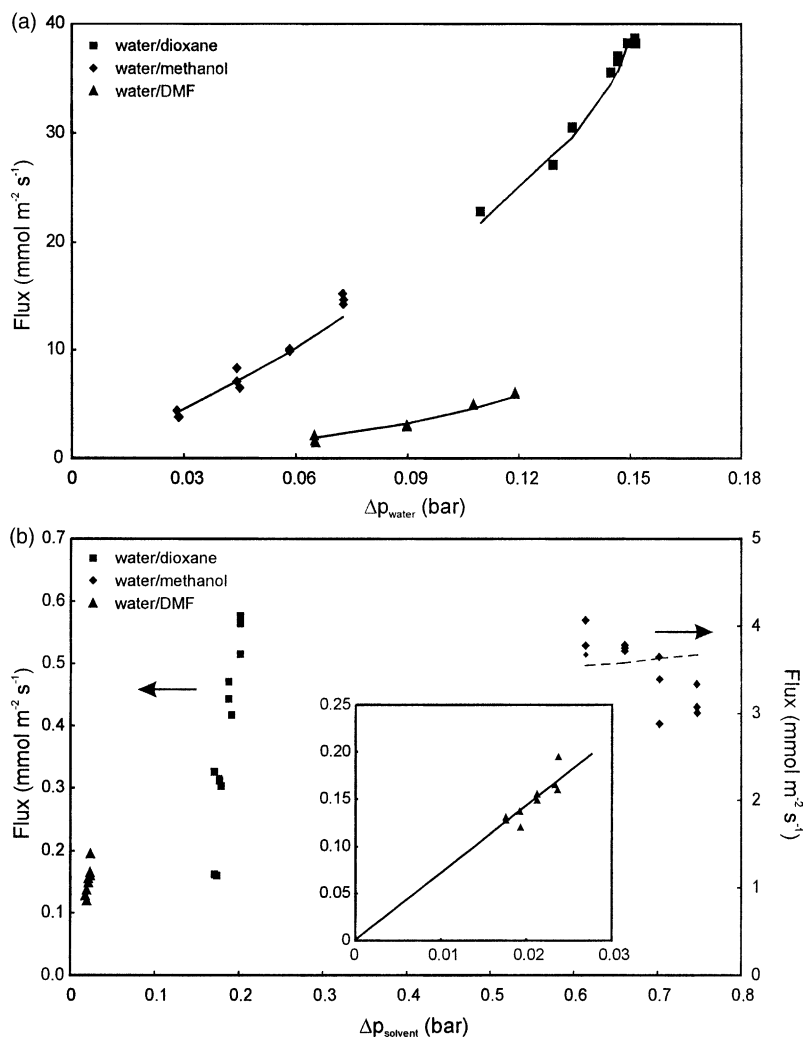 (a)
40
30
20
10
0
Flux (mmol m⁻² s⁻¹)
water/dioxane
water/methanol
water/DMF
0 0.03 0.06 0.09 0.12 0.15 0.18
Δp_water (bar)
(b)
0.7
0.6
0.5
0.4
0.3
0.2
0.1
0.0
Flux (mmol m⁻² s⁻¹)
water/dioxane
water/methanol
water/DMF
0.25
0.20
0.15
0.10
0.05
0
0 0.01 0.02 0.03
5
4
3
2
1
0
Flux (mmol m⁻² s⁻¹)
0 0.1 0.2 0.3 0.4 0.5 0.6 0.7 0.8
Δp_solvent (bar)